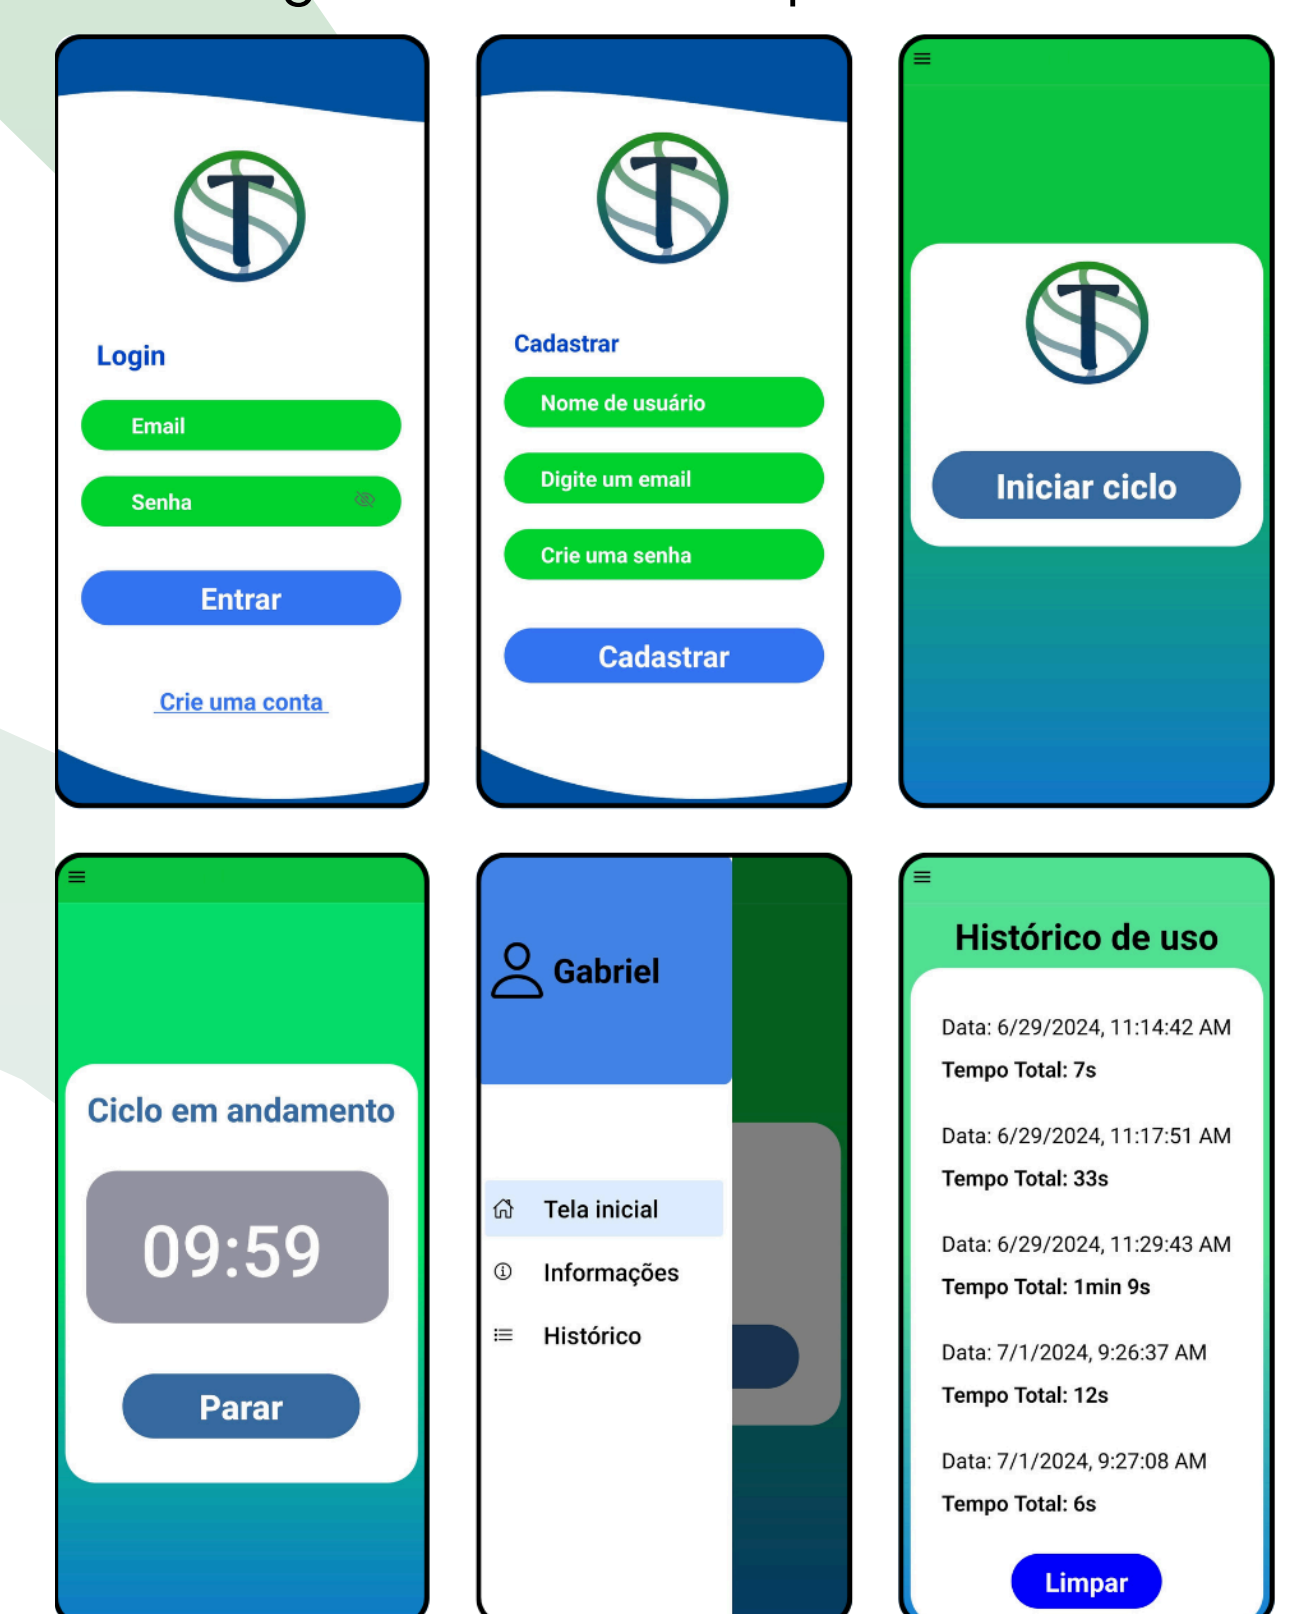 Login
Email
Senha
Entrar
Crie uma conta
Cadastrar
Nome de usuário
Digite um email
Crie uma senha
Cadastrar
T
Iniciar ciclo
Ciclo em andamento
09:59
Parar
Gabriel
Tela inicial
Informações
Histórico
Histórico de uso
Data: 6/29/2024, 11:14:42 AM
Tempo Total: 7s
Data: 6/29/2024, 11:17:51 AM
Tempo Total: 33s
Data: 6/29/2024, 11:29:43 AM
Tempo Total: 1min 9s
Data: 7/1/2024, 9:26:37 AM
Tempo Total: 12s
Data: 7/1/2024, 9:27:08 AM
Tempo Total: 6s
Limpar